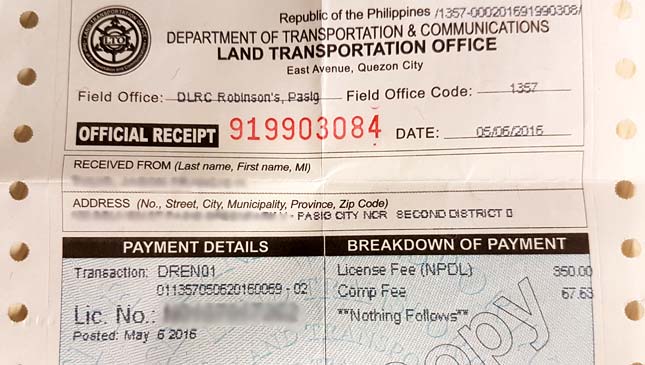 Republic of the Philippines /1357-000201691990308/
DEPARTMENT OF TRANSPORTATION & COMMUNICATIONS
LAND TRANSPORTATION OFFICE
East Avenue, Quezon City
LTO
Field Office: DLRC Robinson's, Pasig Field Office Code: 1357
OFFICIAL RECEIPT 919903084 DATE: 05/06/2016
RECEIVED FROM (Last name, First name, MI)
ADDRESS (No., Street, City, Municipality, Province, Zip Code)
- PASIG CITY NCR SECOND DISTRICT
PAYMENT DETAILS BREAKDOWN OF PAYMENT
Transaction: DREN01 License Fee (NPDL) 350.00
011357050620160059 - 02 Comp Fee 67.63
Lic. No.: **Nothing Follows**
Posted: May 6 2016